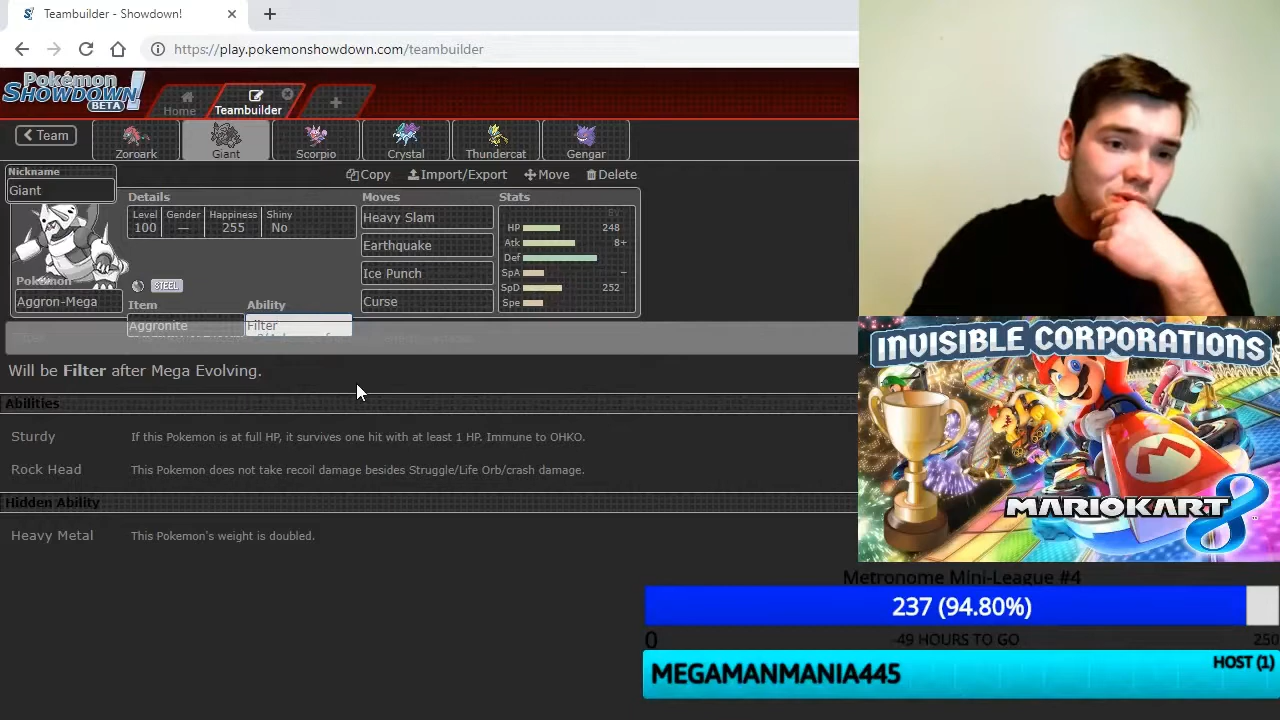 Teambuilder - Showdown!
https://play.pokemonshowdown.com/teambuilder
Pokémon
SHOWDOWN!
BETA
Home
Teambuilder
Team
Zoroark
Giant
Scorpio
Crystal
Thundercat
Gengar
Nickname
Giant
Copy
Import/Export
Move
Delete
Details
Level
100
Gender
—
Happiness
255
Shiny
No
STEEL
Pokémon
Aggron-Mega
Item
Aggronite
Ability
Filter
Moves
Heavy Slam
Earthquake
Ice Punch
Curse
Stats
EV
HP 248
Atk 8+
Def
SpA –
SpD 252
Spe
Will be Filter after Mega Evolving.
Abilities
Sturdy If this Pokemon is at full HP, it survives one hit with at least 1 HP. Immune to OHKO.
Rock Head This Pokemon does not take recoil damage besides Struggle/Life Orb/crash damage.
Hidden Ability
Heavy Metal This Pokemon's weight is doubled.
INVISIBLE CORPORATIONS
M
MARIOKART 8
Metronome Mini-League #4
237 (94.80%)
0 -49 HOURS TO GO 250
MEGAMANMANIA445 HOST (1)